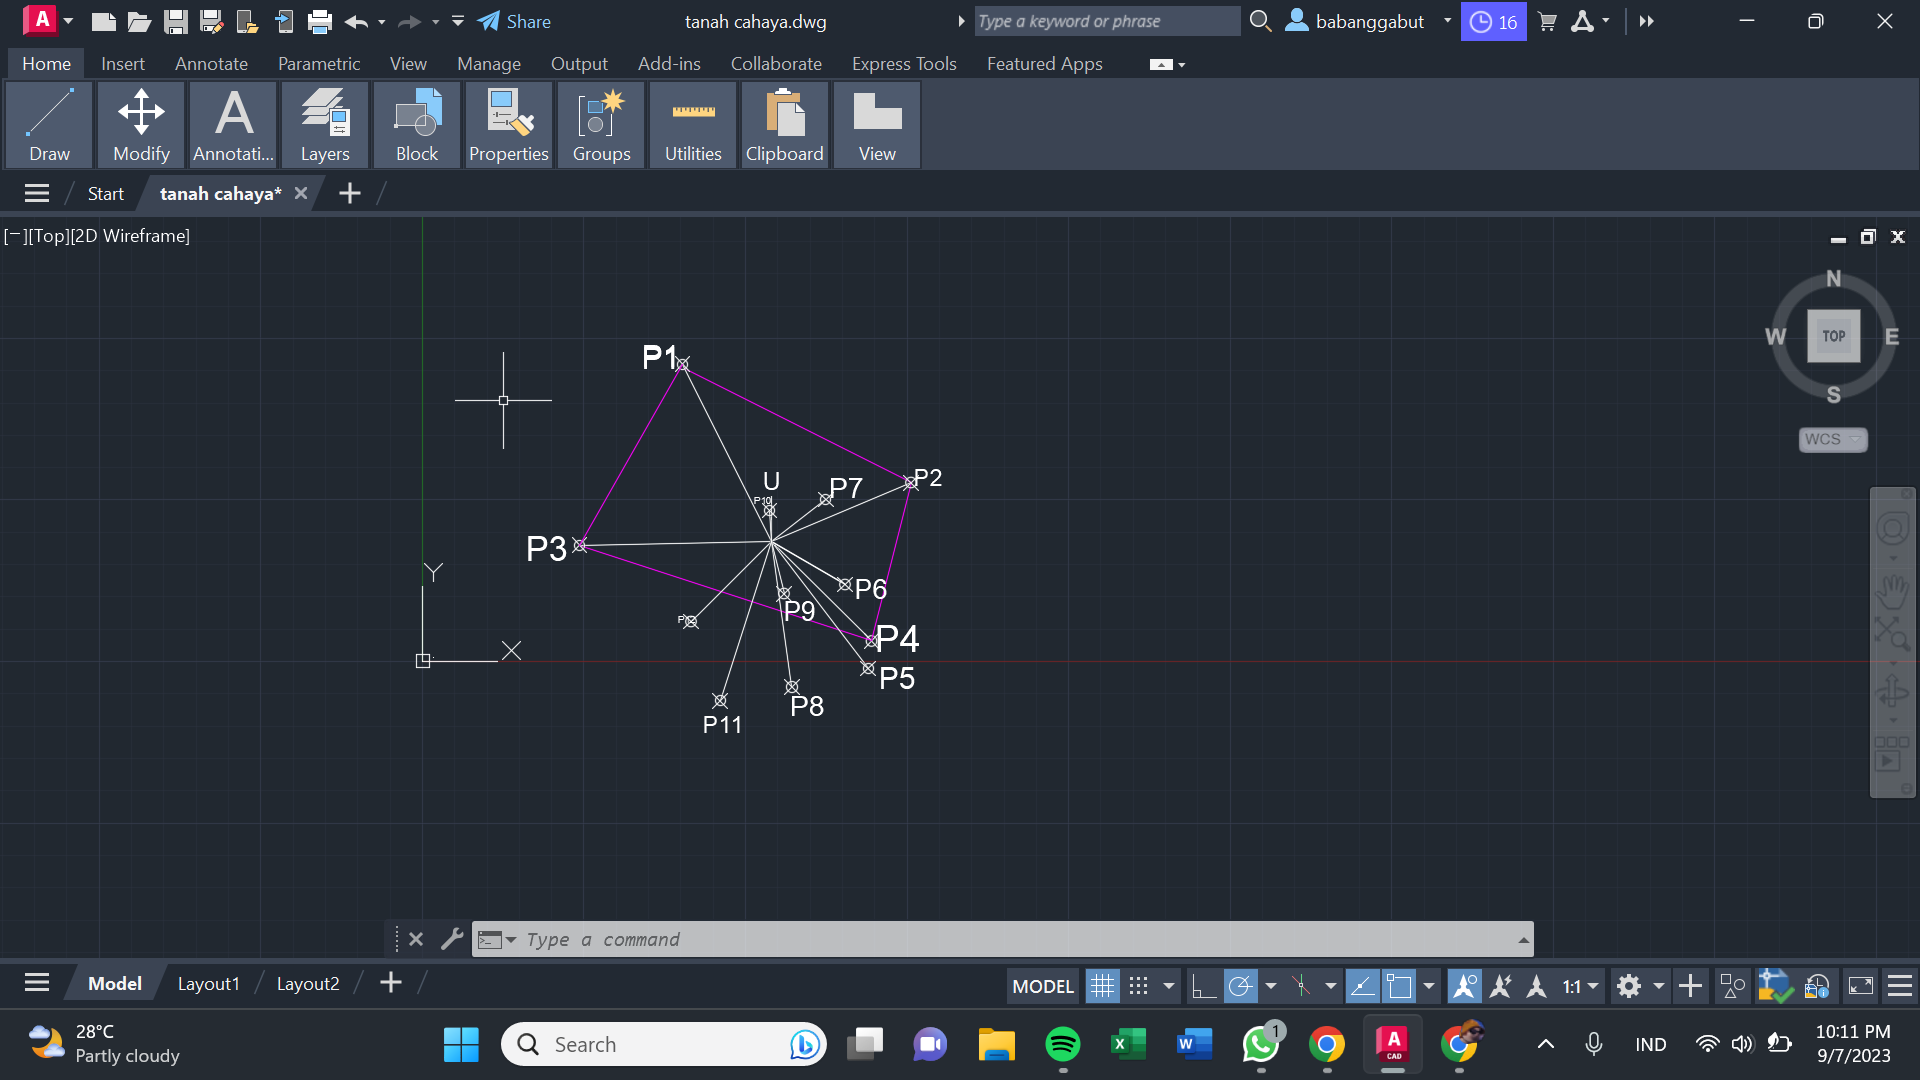 A Share tanah cahaya.dwg Type a keyword or phrase babanggabut 16
Home Insert Annotate Parametric View Manage Output Add-ins Collaborate Express Tools Featured Apps
Draw Modify Annotati... Layers Block Properties Groups Utilities Clipboard View
Start tanah cahaya*
[−][Top][2D Wireframe]
N
W TOP E
S
WCS
P1
U
P7
P2
P10
P3
Y
P6
P9
P4
P5
X
P8
P11
Type a command
Model Layout1 Layout2 MODEL 1:1
28°C
Partly cloudy
Search
1
A
CAD
IND
10:11 PM
9/7/2023